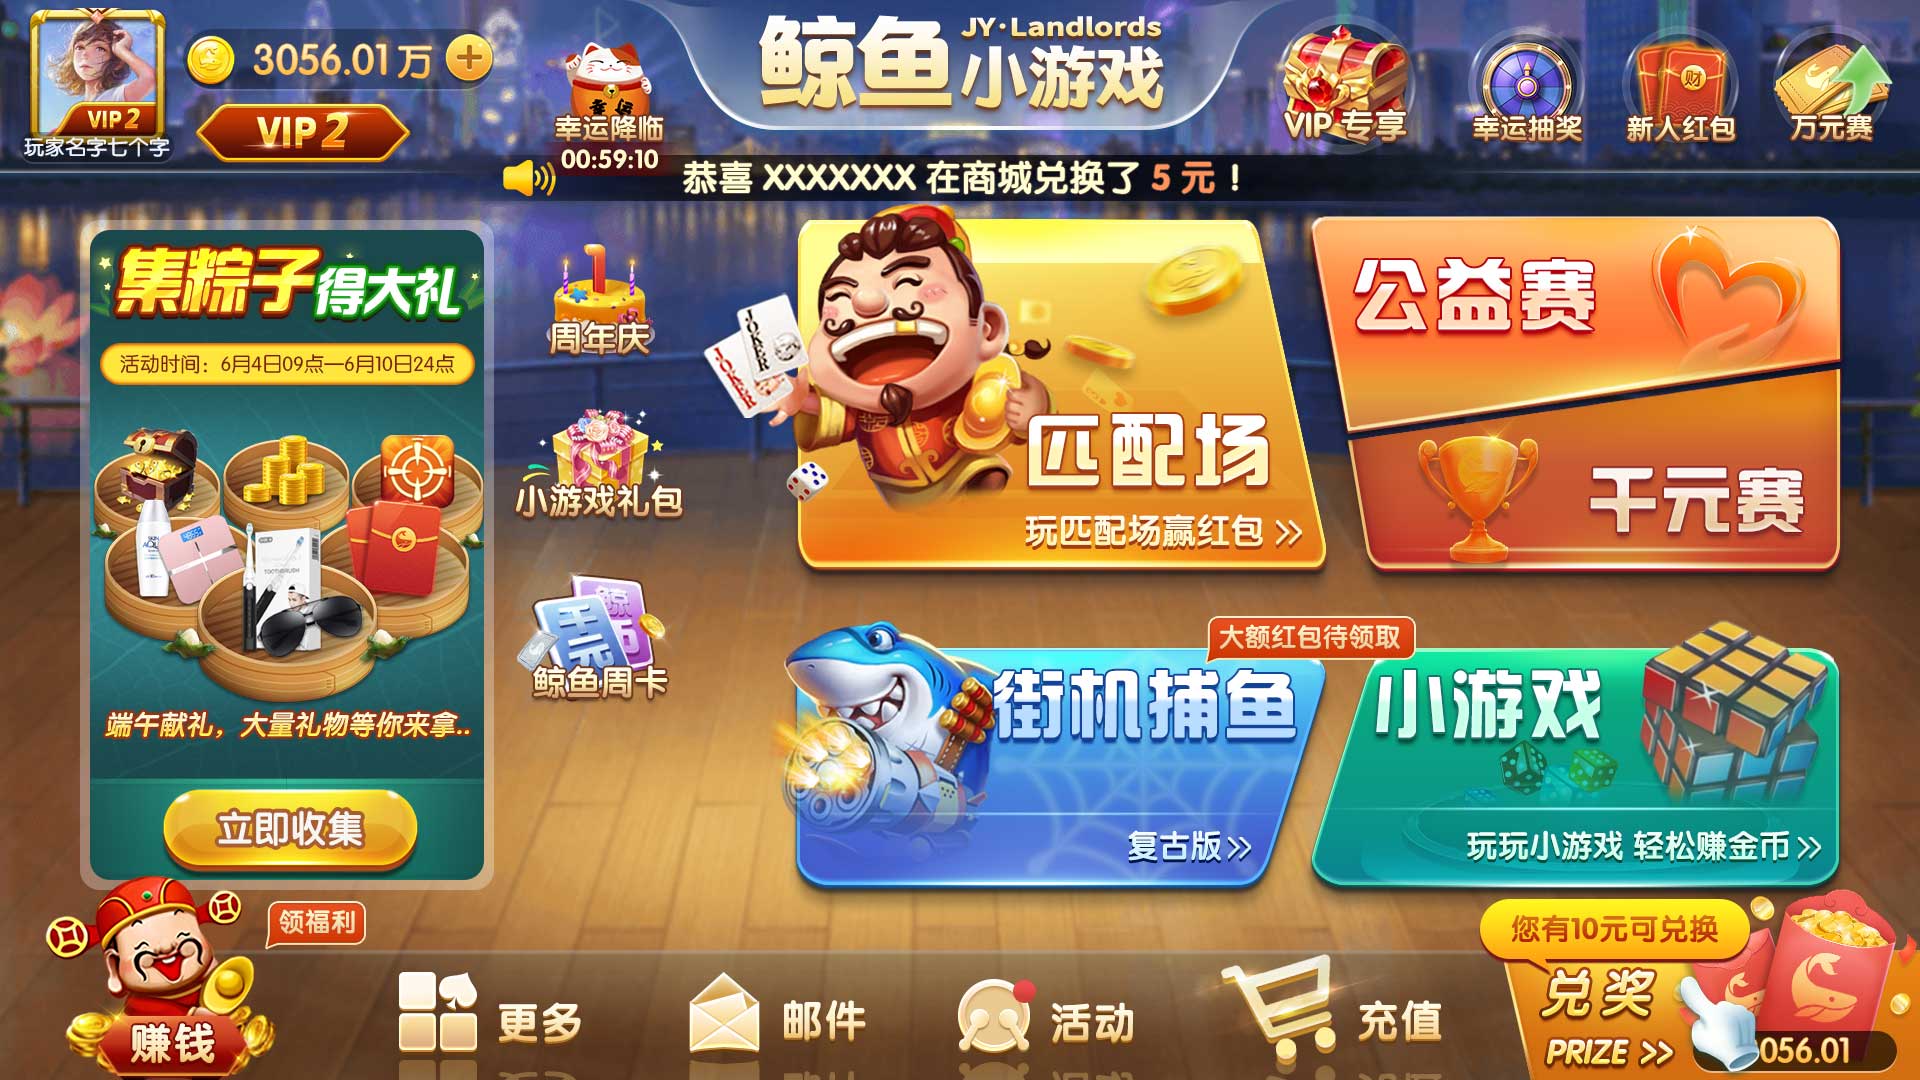 3056.01万
VIP 2
玩家名字七个字
VIP 2
幸运
幸运降临
00:59:10
鲸鱼
JY·Landlords
小游戏
VIP 专享
幸运抽奖
财
新人红包
万元赛
恭喜 XXXXXXX 在商城兑换了 5 元！
集粽子得大礼
活动时间：6月4日09点—6月10日24点
端午献礼，大量礼物等你来拿..
立即收集
1
周年庆
小游戏礼包
鲸鱼周卡
JOKER
JOKER
匹配场
玩匹配场赢红包 >>
公益赛
千元赛
街机捕鱼
复古版>>
大额红包待领取
小游戏
玩玩小游戏 轻松赚金币>>
领福利
赚钱
更多
邮件
活动
充值
您有10元可兑换
兑奖
PRIZE >>
056.01